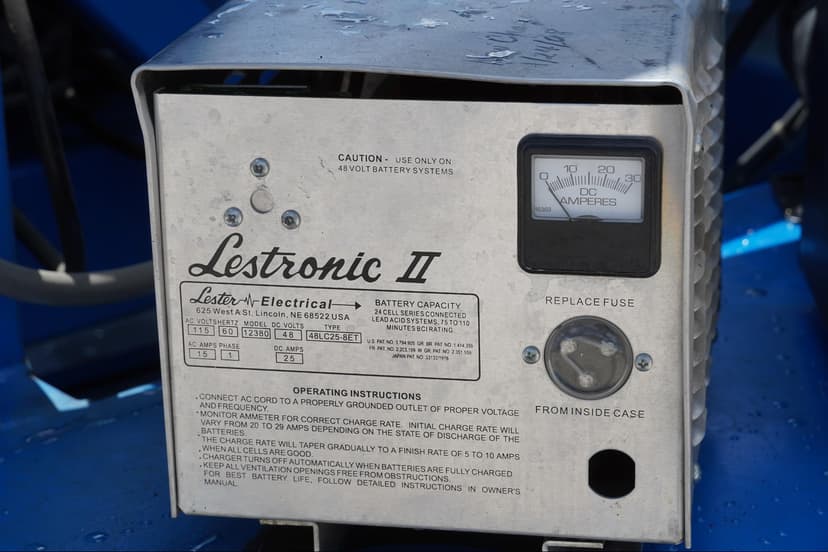 CAUTION - USE ONLY ON
48 VOLT BATTERY SYSTEMS
0 10 20 30
DC
AMPERES
Lestronic II
Lester Electrical
625 West A St. Lincoln, NE 68522 USA
AC VOLTS HERTZ MODEL DC VOLTS TYPE
115 60 12380 48 48LC25-8ET
AC AMPS PHASE DC AMPS
15 1 25
BATTERY CAPACITY
24 CELL SERIES CONNECTED
LEAD ACID SYSTEMS, 75 TO 110
MINUTES BCI RATING.
REPLACE FUSE
FROM INSIDE CASE
OPERATING INSTRUCTIONS
. CONNECT AC CORD TO A PROPERLY GROUNDED OUTLET OF PROPER VOLTAGE
AND FREQUENCY.
. MONITOR AMMETER FOR CORRECT CHARGE RATE. INITIAL CHARGE RATE WILL
VARY FROM 20 TO 29 AMPS DEPENDING ON THE STATE OF DISCHARGE OF THE
BATTERIES.
. THE CHARGE RATE WILL TAPER GRADUALLY TO A FINISH RATE OF 5 TO 10 AMPS
WHEN ALL CELLS ARE GOOD.
. CHARGER TURNS OFF AUTOMATICALLY WHEN BATTERIES ARE FULLY CHARGED
. KEEP ALL VENTILATION OPENINGS FREE FROM OBSTRUCTIONS.
FOR BEST BATTERY LIFE, FOLLOW DETAILED INSTRUCTIONS IN OWNER'S
MANUAL